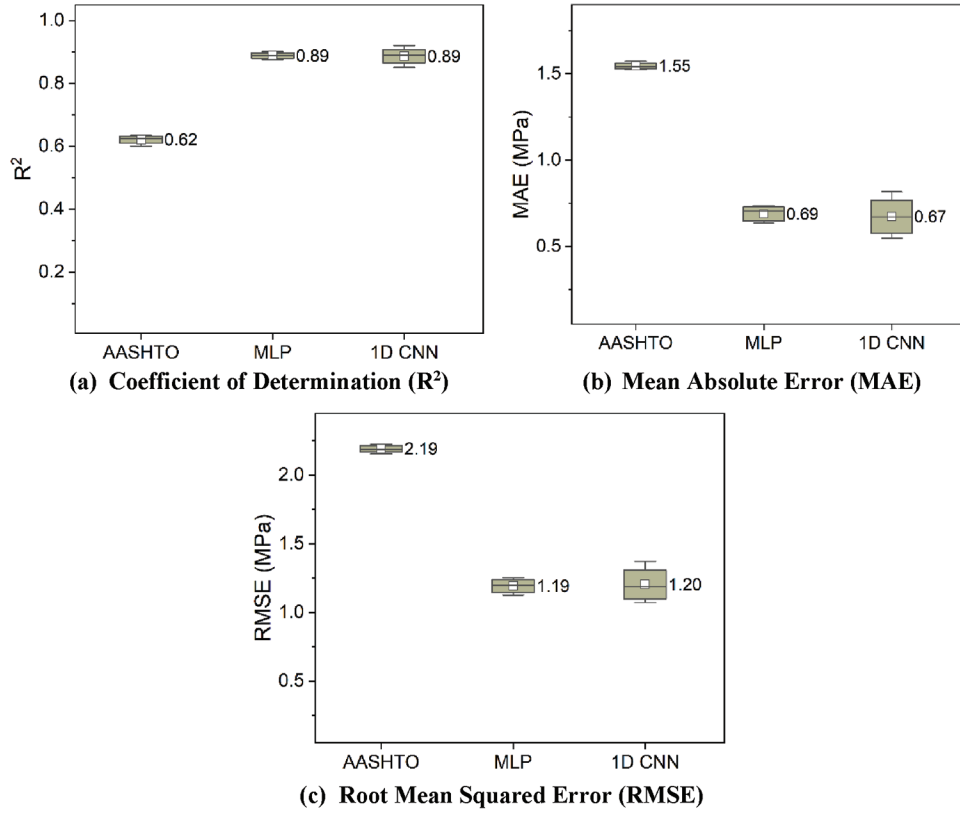 1.0
0.8
0.6
0.4
0.2
R²
0.62
0.89
0.89
AASHTO MLP 1D CNN
(a) Coefficient of Determination (R²)
1.5
1.0
0.5
MAE (MPa)
1.55
0.69
0.67
AASHTO MLP 1D CNN
(b) Mean Absolute Error (MAE)
2.0
1.5
1.0
0.5
RMSE (MPa)
2.19
1.19
1.20
AASHTO MLP 1D CNN
(c) Root Mean Squared Error (RMSE)